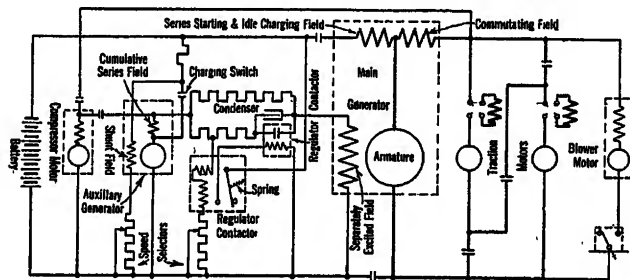 Series Starting & Idle Charging Field
Commutating Field
Cumulative
Series Field
Charging Switch
Main
Generator
Condenser
Contactor
Regulator
Compressor Motor
Battery
Shunt Field
Auxiliary
Generator
Spring
Regulator
Contactor
Speed
Selectors
Separately
Excited Field
Armature
Traction
Motors
Blower
Motor